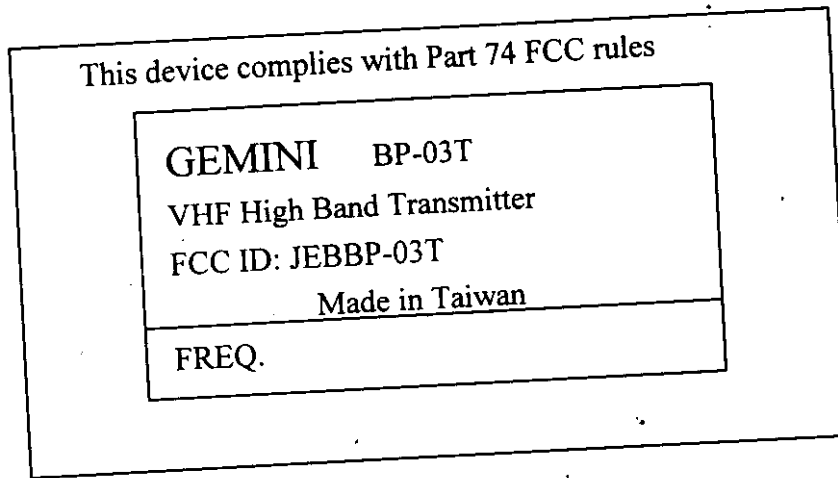 This device complies with Part 74 FCC rules
GEMINI BP-03T
VHF High Band Transmitter
FCC ID: JEBBP-03T
Made in Taiwan
FREQ.